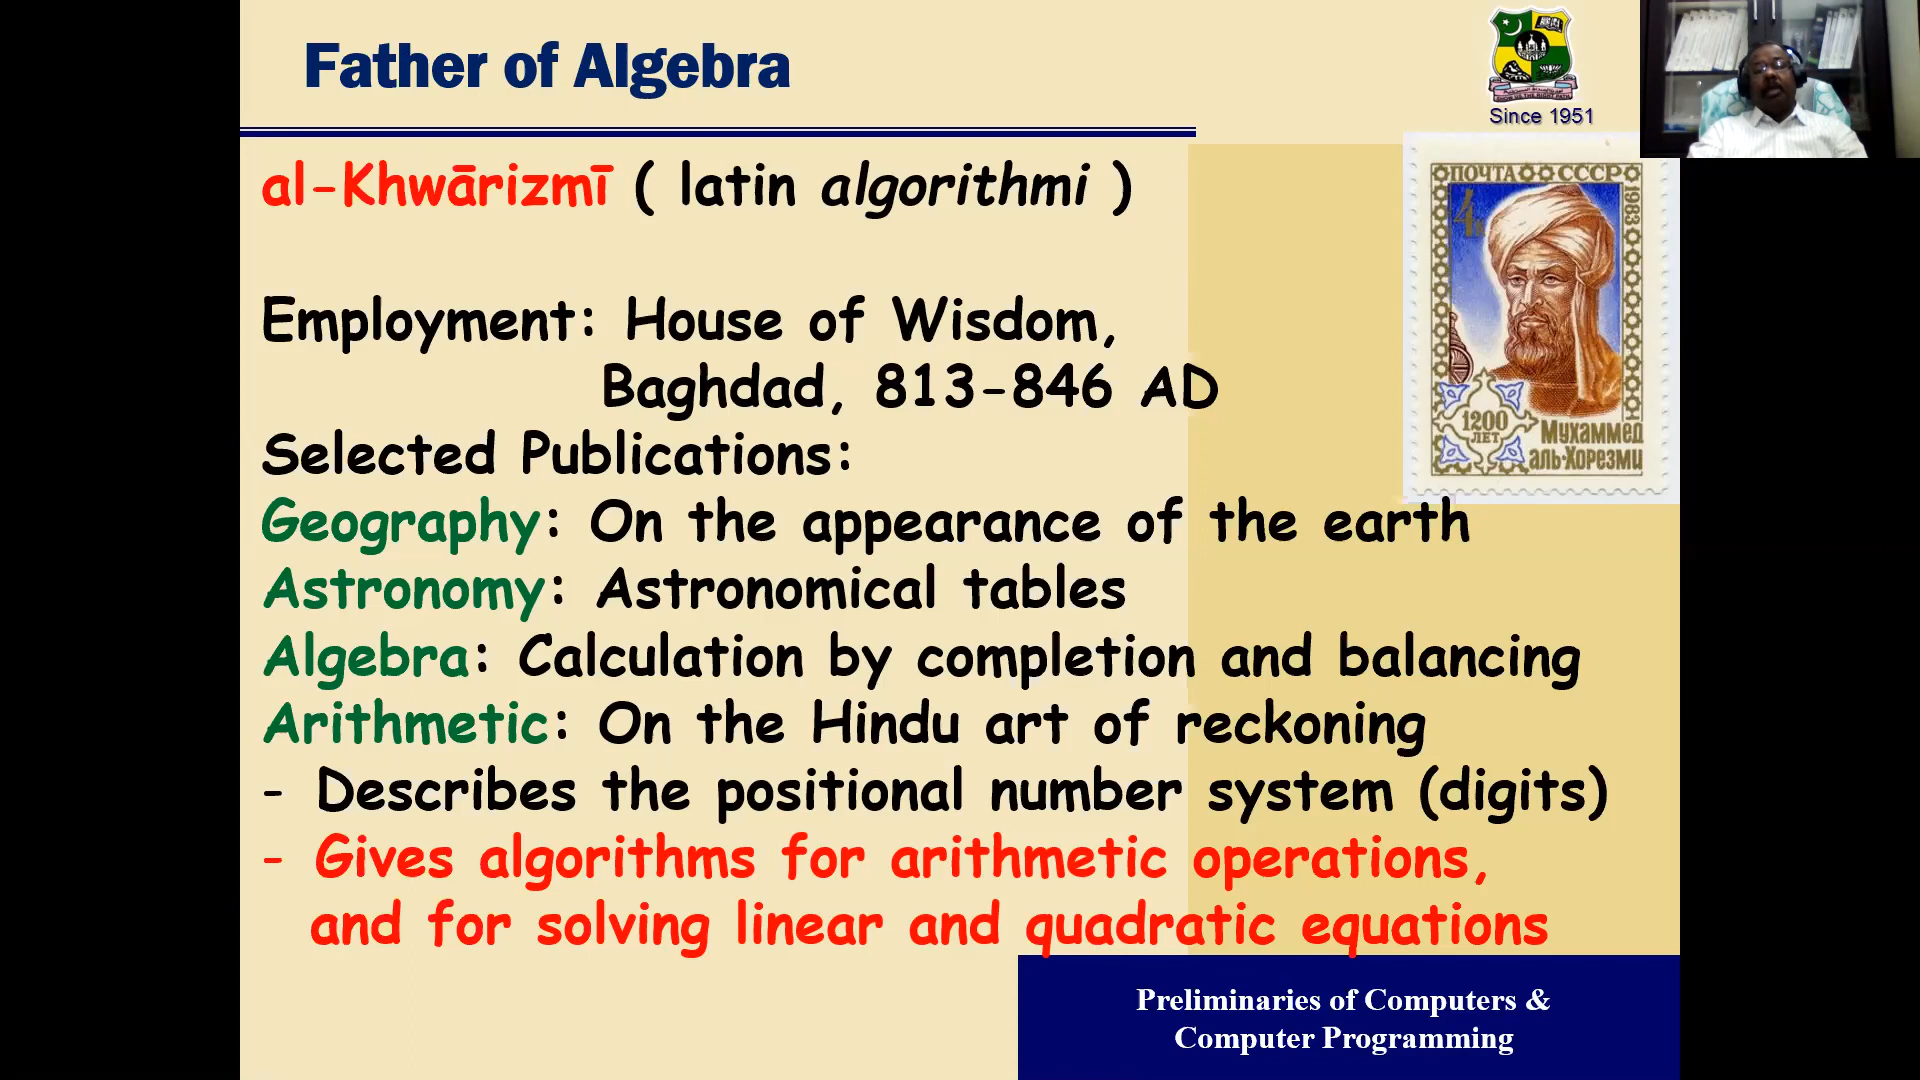 Father of Algebra
Since 1951
al-Khwārizmī ( latin algorithmi )
Employment: House of Wisdom,
Baghdad, 813-846 AD
Selected Publications:
Geography: On the appearance of the earth
Astronomy: Astronomical tables
Algebra: Calculation by completion and balancing
Arithmetic: On the Hindu art of reckoning
- Describes the positional number system (digits)
- Gives algorithms for arithmetic operations,
and for solving linear and quadratic equations
ПОЧТА СССР
1983
1200
ЛЕТ
Мухаммед
аль-Хорезми
Preliminaries of Computers &
Computer Programming